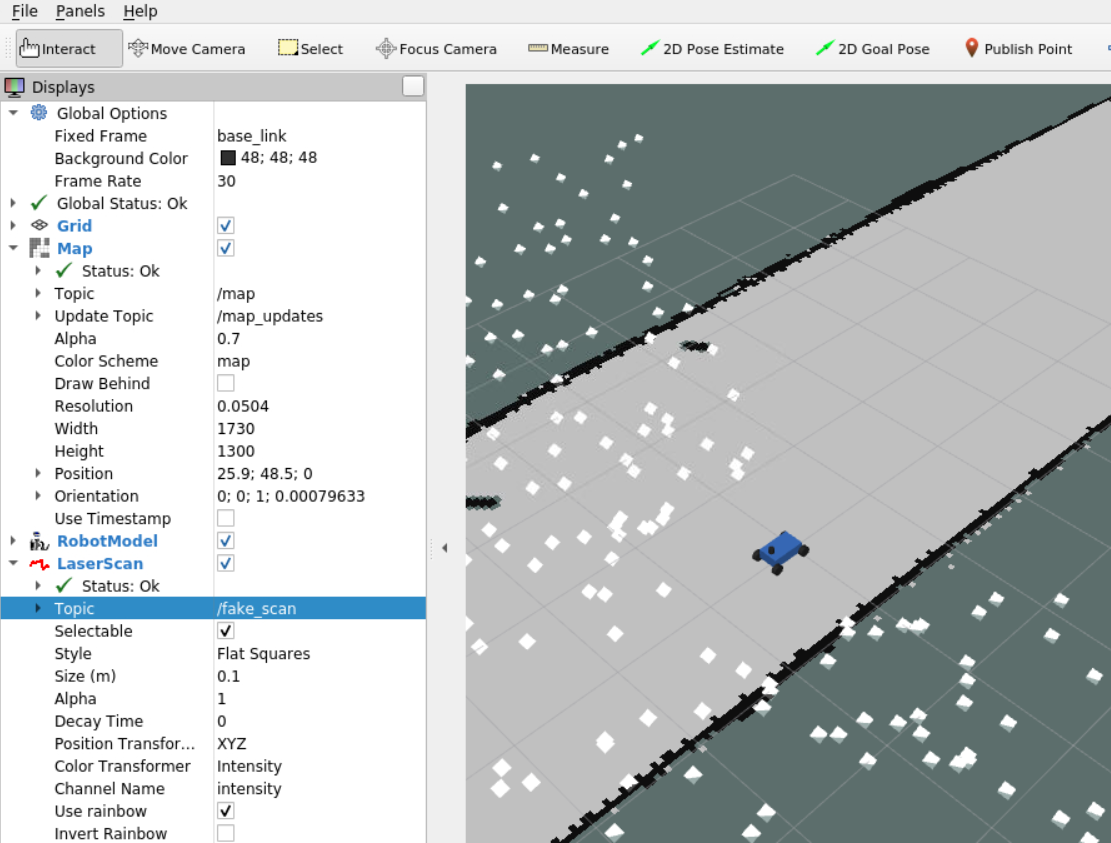 File Panels Help
Interact Move Camera Select Focus Camera Measure 2D Pose Estimate 2D Goal Pose Publish Point
Displays
Global Options
Fixed Frame base_link
Background Color 48; 48; 48
Frame Rate 30
Global Status: Ok
Grid
Map
Status: Ok
Topic /map
Update Topic /map_updates
Alpha 0.7
Color Scheme map
Draw Behind
Resolution 0.0504
Width 1730
Height 1300
Position 25.9; 48.5; 0
Orientation 0; 0; 1; 0.00079633
Use Timestamp
RobotModel
LaserScan
Status: Ok
Topic /fake_scan
Selectable
Style Flat Squares
Size (m) 0.1
Alpha 1
Decay Time 0
Position Transfor... XYZ
Color Transformer Intensity
Channel Name intensity
Use rainbow
Invert Rainbow